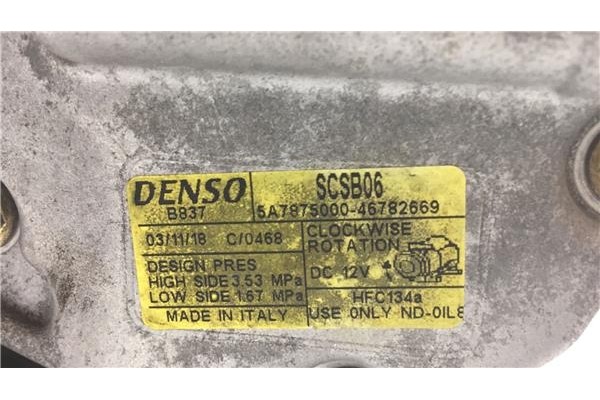 DENSO SCSB06
B837 5A7875000-46782669
03/11/18 C/0468
CLOCKWISE
ROTATION
DESIGN PRES
HIGH SIDE 3.53 MPa
LOW SIDE 1.67 MPa
DC 12V
HFC134a
MADE IN ITALY
USE ONLY ND-OIL8